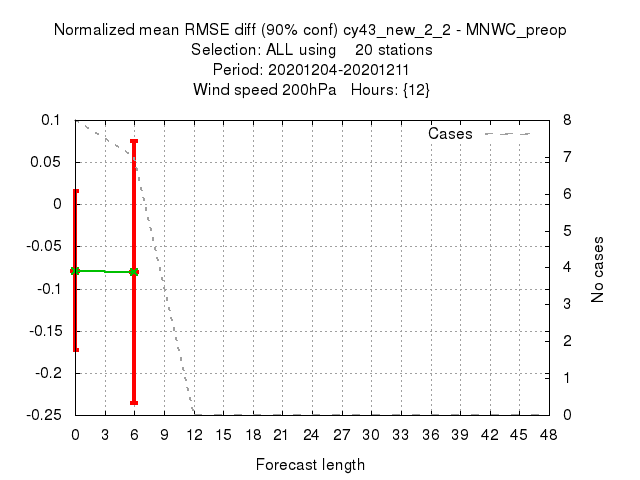 Normalized mean RMSE diff (90% conf) cy43_new_2_2 - MNWC_preop
Selection: ALL using    20 stations
Period: 20201204-20201211
Wind speed 200hPa   Hours: {12}
0.1
0.05
0
-0.05
-0.1
-0.15
-0.2
-0.25
Cases
8
7
6
5
4
3
2
1
0
No cases
0 3 6 9 12 15 18 21 24 27 30 33 36 39 42 45 48
Forecast length